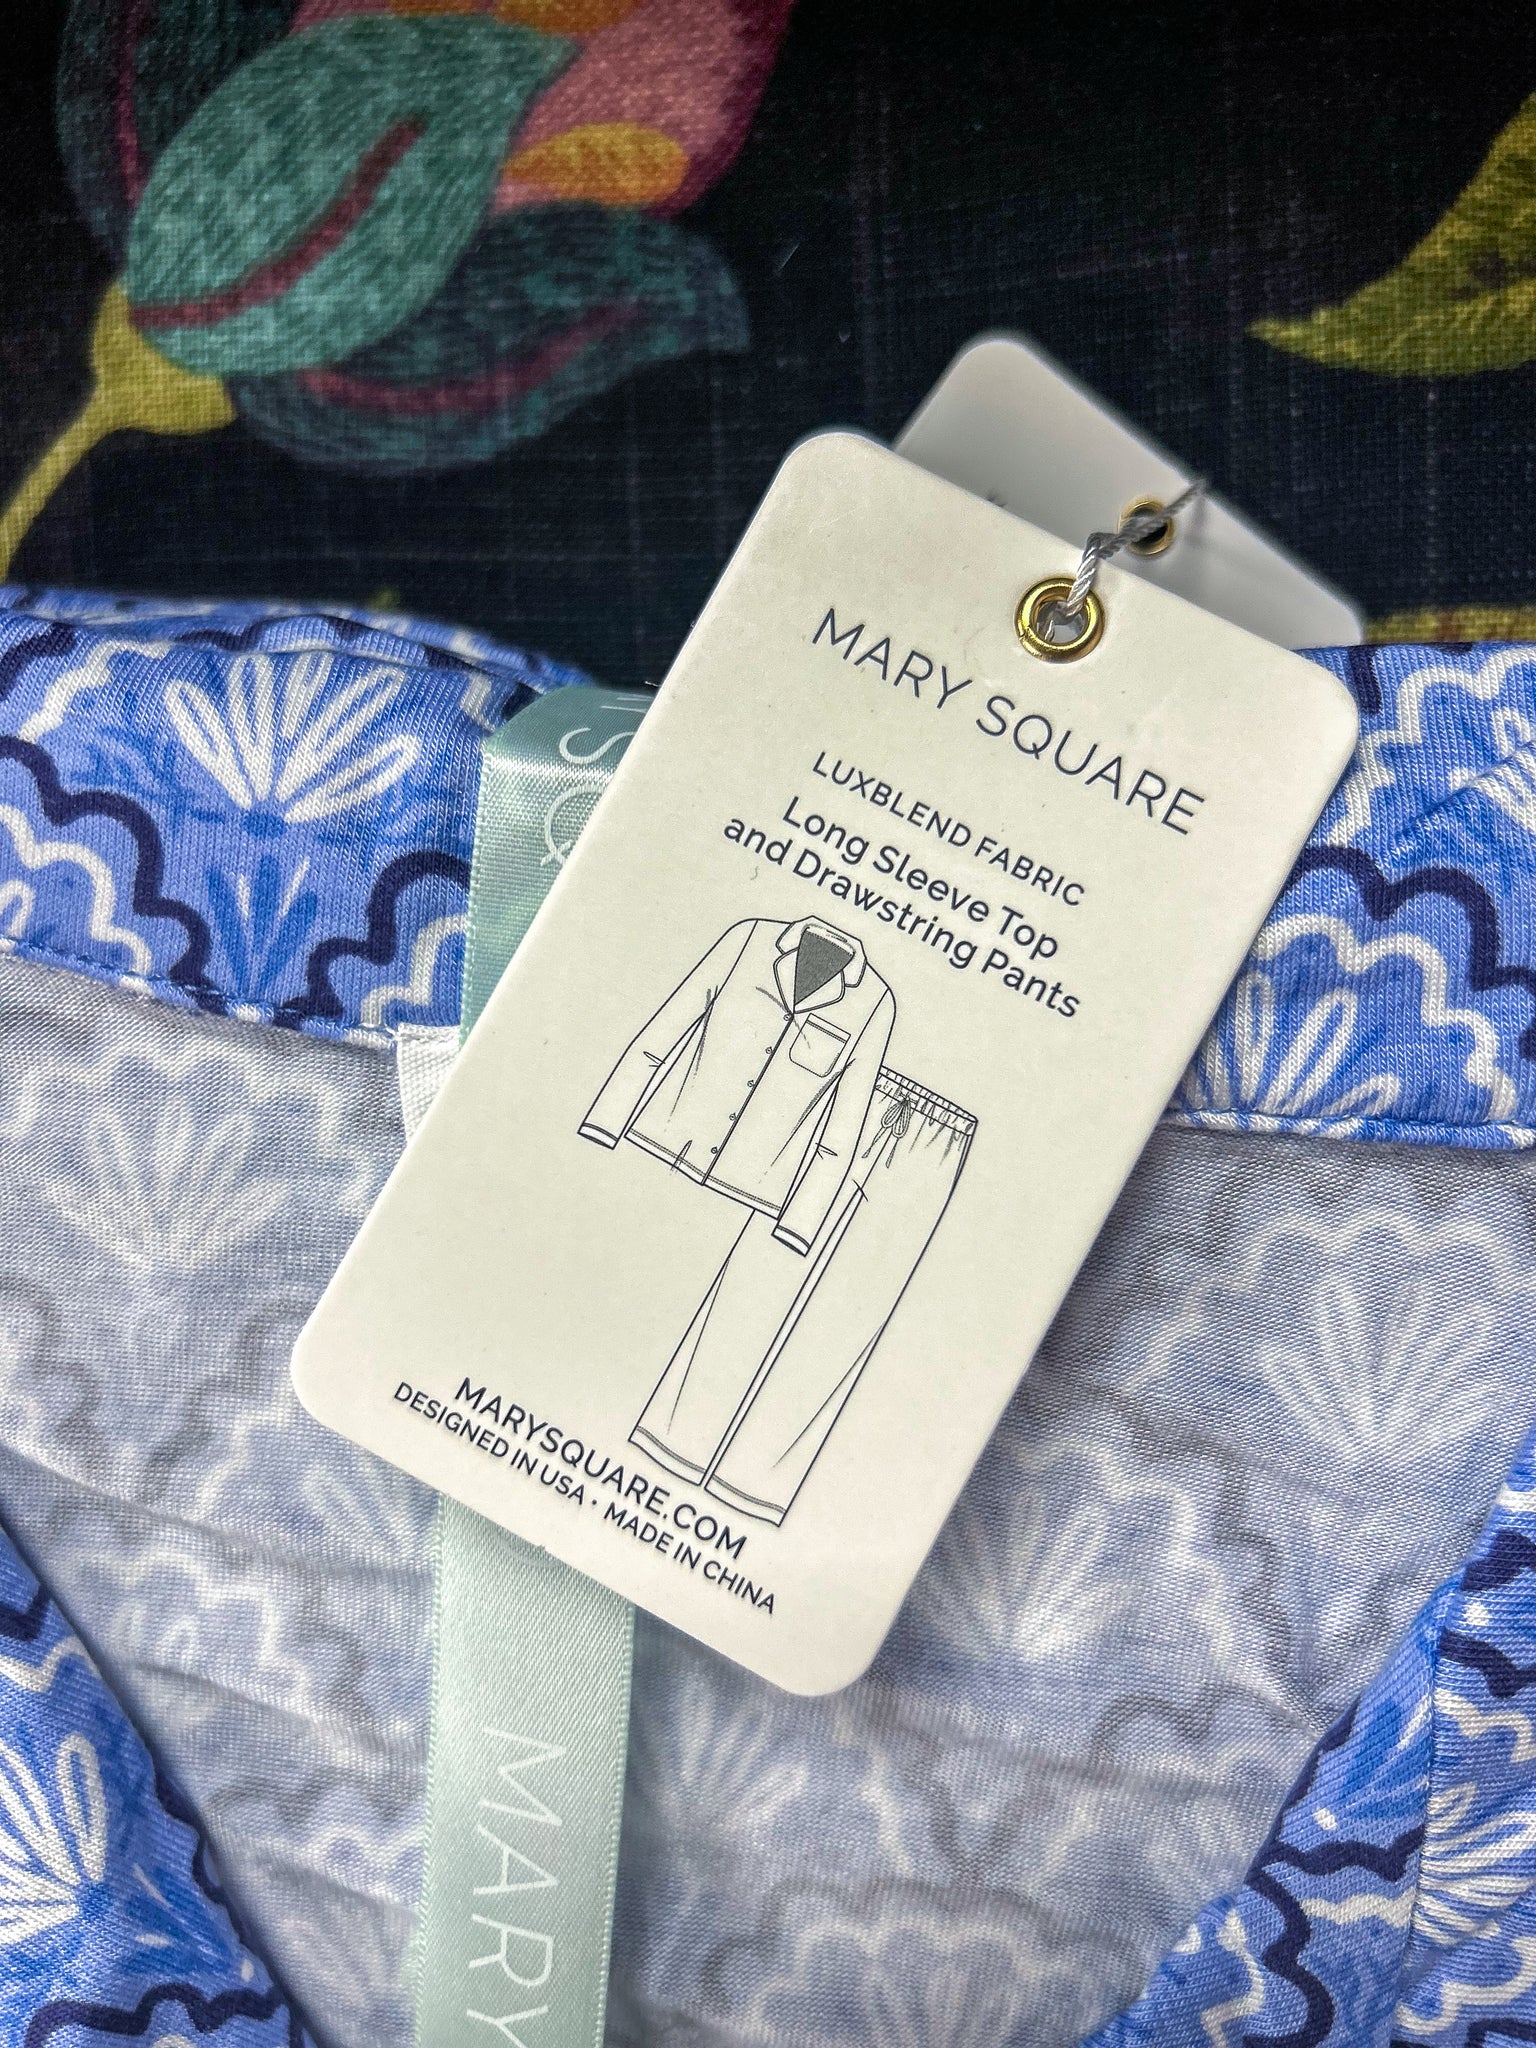 MARY SQUARE
LUXBLEND FABRIC
Long Sleeve Top
and Drawstring Pants
MARYSQUARE.COM
DESIGNED IN USA · MADE IN CHINA
MARY